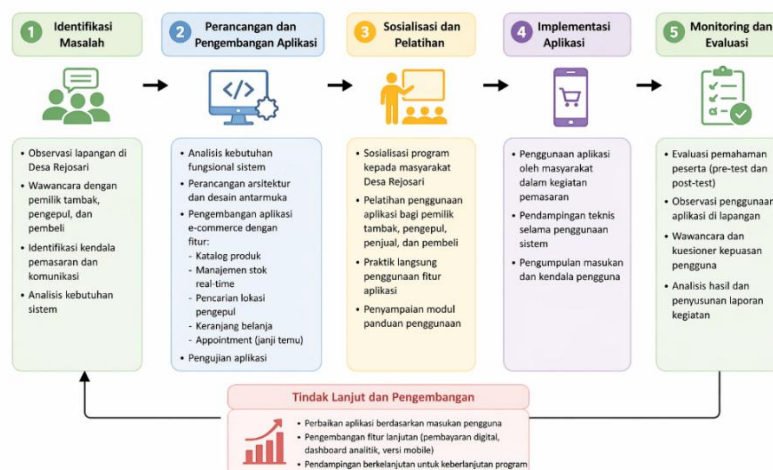 1 Identifikasi
Masalah
• Observasi lapangan di
Desa Rejosari
• Wawancara dengan
pemilik tambak,
pengepul, dan
pembeli
• Identifikasi kendala
pemasaran dan
komunikasi
• Analisis kebutuhan
sistem
2 Perancangan dan
Pengembangan Aplikasi
</>
• Analisis kebutuhan
fungsional sistem
• Perancangan arsitektur
dan desain antarmuka
• Pengembangan aplikasi
e-commerce dengan
fitur:
- Katalog produk
- Manajemen stok
real-time
- Pencarian lokasi
pengepul
- Keranjang belanja
- Appointment (janji temu)
• Pengujian aplikasi
3 Sosialisasi dan
Pelatihan
• Sosialisasi program
kepada masyarakat
Desa Rejosari
• Pelatihan penggunaan
aplikasi bagi pemilik
tambak, pengepul,
penjual, dan pembeli
• Praktik langsung
penggunaan fitur
aplikasi
• Penyampaian modul
panduan penggunaan
4 Implementasi
Aplikasi
• Penggunaan aplikasi
oleh masyarakat
dalam kegiatan
pemasaran
• Pendampingan teknis
selama penggunaan
sistem
• Pengumpulan masukan
dan kendala pengguna
5 Monitoring dan
Evaluasi
• Evaluasi pemahaman
peserta (pre-test dan
post-test)
• Observasi penggunaan
aplikasi di lapangan
• Wawancara dan
kuesioner kepuasan
pengguna
• Analisis hasil dan
penyusunan laporan
kegiatan
Tindak Lanjut dan Pengembangan
• Perbaikan aplikasi berdasarkan masukan pengguna
• Pengembangan fitur lanjutan (pembayaran digital,
dashboard analitik, versi mobile)
• Pendampingan berkelanjutan untuk keberlanjutan program